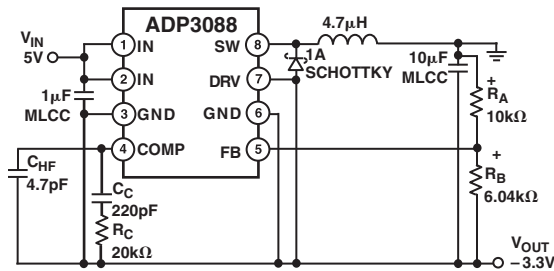 ADP3088
VIN
5V
1 IN
2 IN
3 GND
4 COMP
SW 8
DRV 7
GND 6
FB 5
1μF
MLCC
CHF
4.7pF
CC
220pF
RC
20kΩ
4.7μH
1A
SCHOTTKY
10μF
MLCC
+
RA
10kΩ
+
RB
6.04kΩ
VOUT
–3.3V